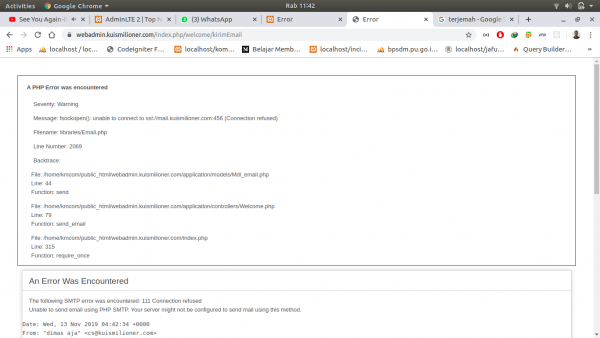 Activities
Google Chrome
Rab 11:42
See You Again -
AdminLTE 2 | Top N
(3) WhatsApp
Error
Error
terjemah - Google S
webadmin.kuismilioner.com/index.php/welcome/kirimEmail
Apps
localhost / loc...
CodeIgniter F...
localhost/kom...
Belajar Memb...
localhost/inci...
bpsdm.pu.go.i...
localhost/jafu...
Query Builder...
A PHP Error was encountered
Severity: Warning
Message: fsockopen(): unable to connect to ssl://mail.kuismilioner.com:456 (Connection refused)
Filename: libraries/Email.php
Line Number: 2069
Backtrace:
File: /home/kmcom/public_html/webadmin.kuismilioner.com/application/models/Mdl_email.php
Line: 44
Function: send
File: /home/kmcom/public_html/webadmin.kuismilioner.com/application/controllers/Welcome.php
Line: 79
Function: send_email
File: /home/kmcom/public_html/webadmin.kuismilioner.com/index.php
Line: 315
Function: require_once
An Error Was Encountered
The following SMTP error was encountered: 111 Connection refused
Unable to send email using PHP SMTP. Your server might not be configured to send mail using this method.
Date: Wed, 13 Nov 2019 04:42:34 +0000
From: "dimas aja" <cs@kuismilioner.com>